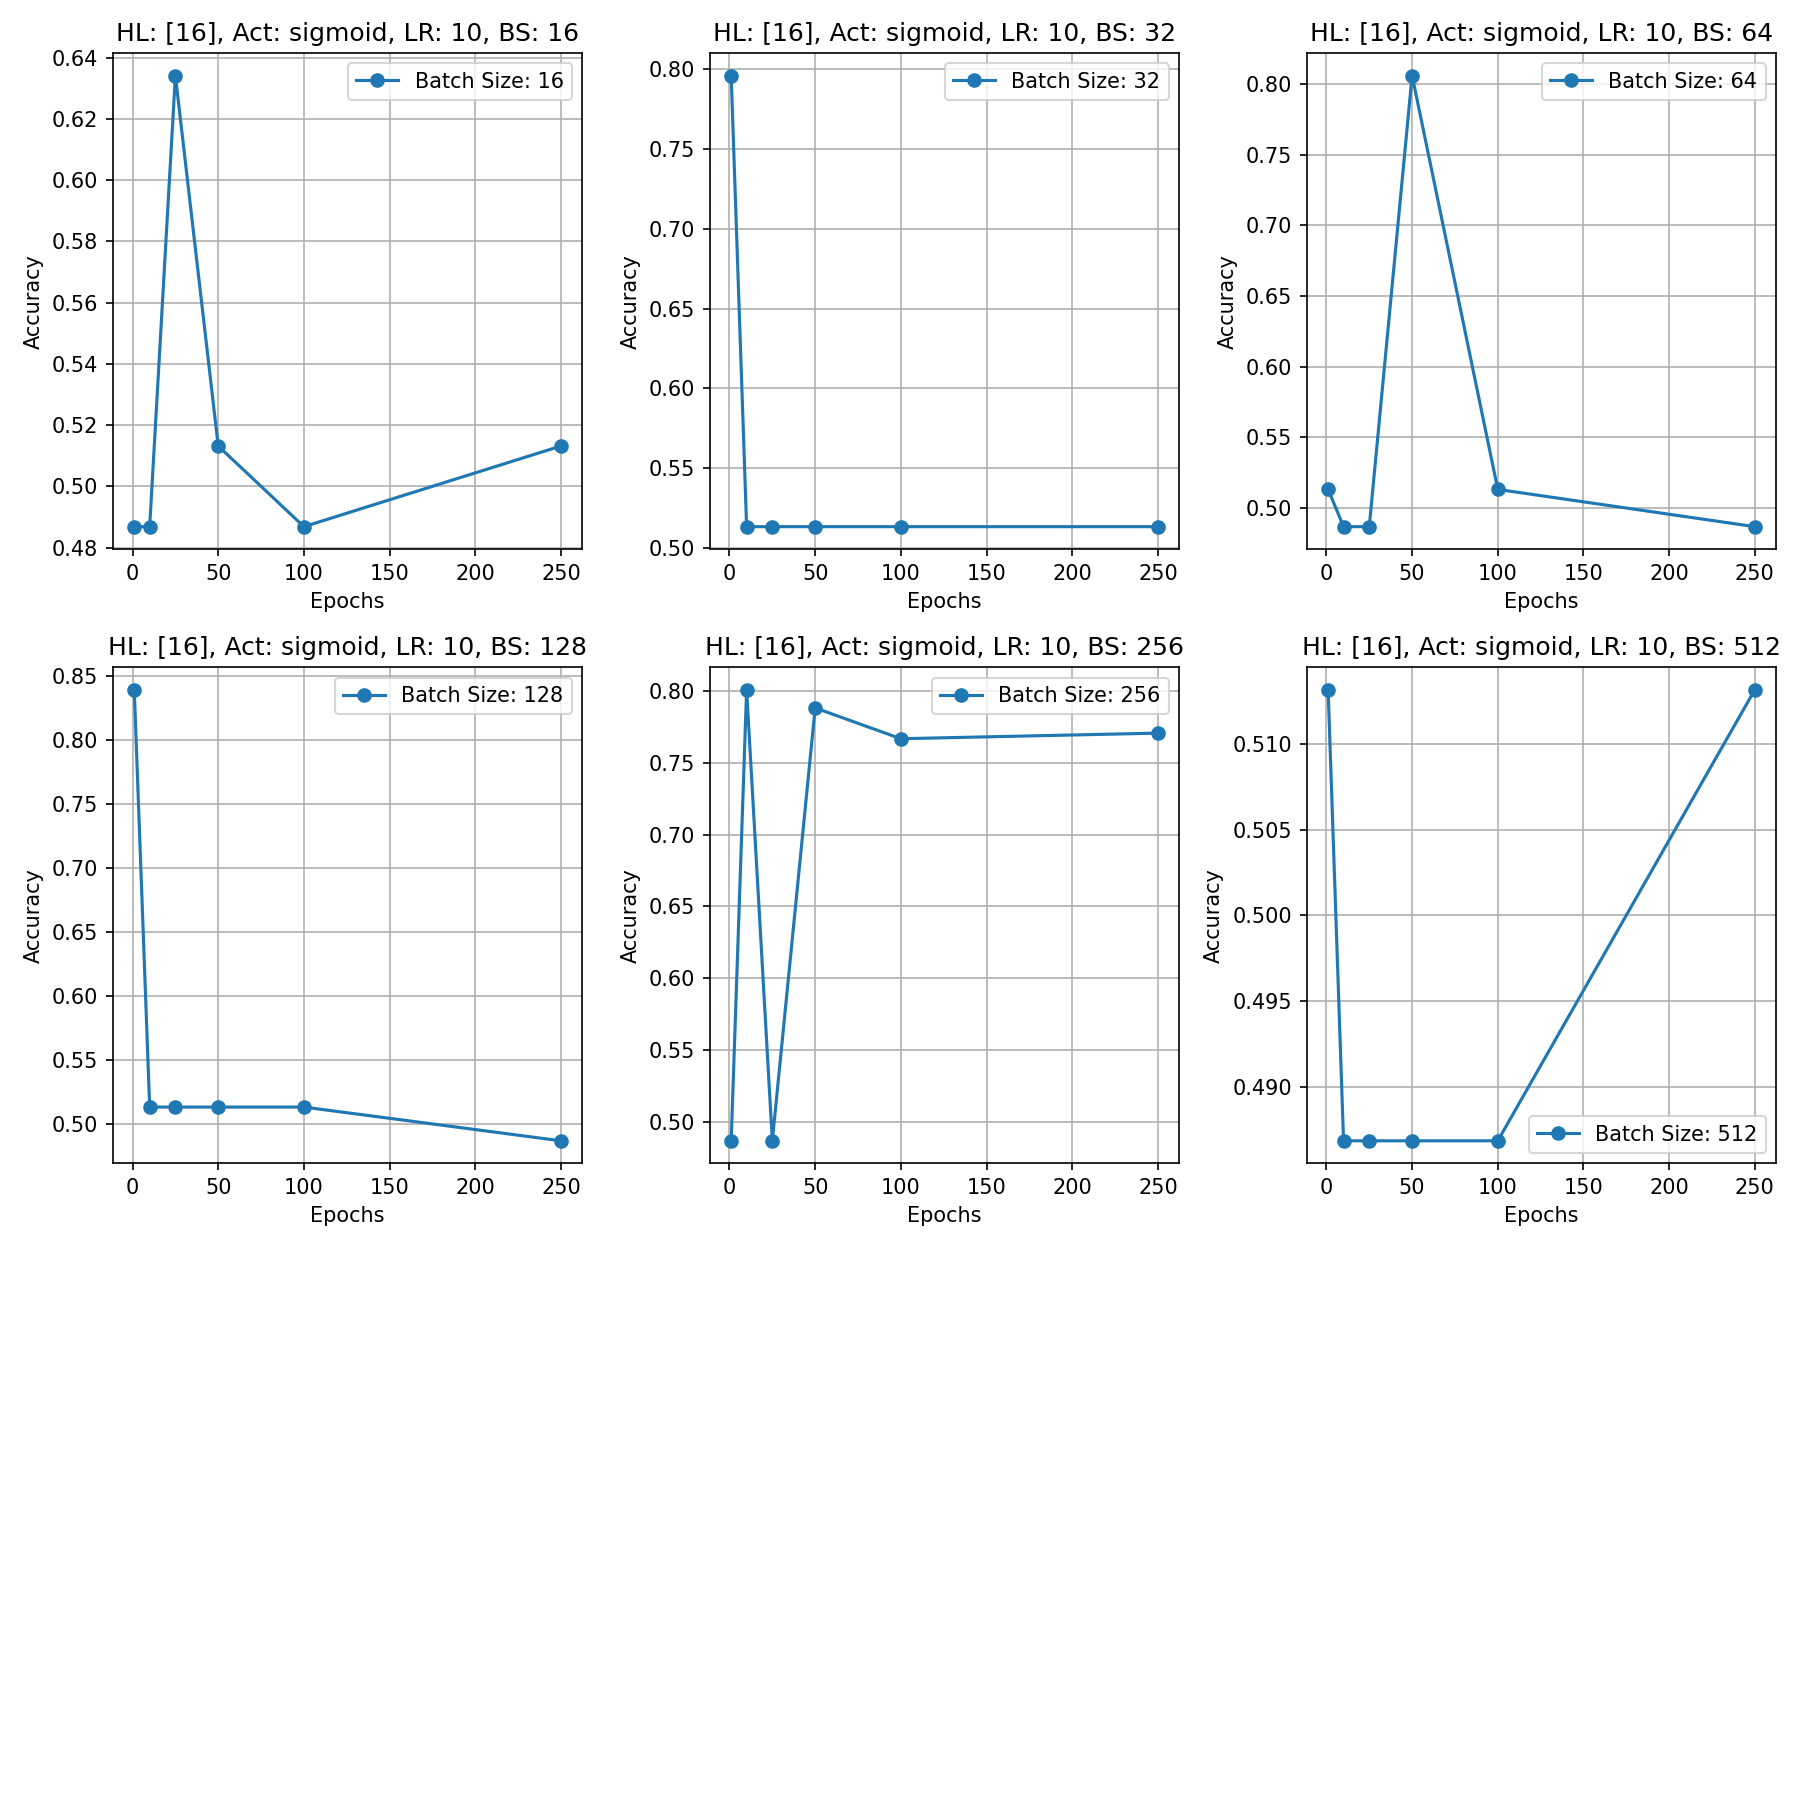 HL: [16], Act: sigmoid, LR: 10, BS: 16
Batch Size: 16
0.64
0.62
0.60
0.58
0.56
0.54
0.52
0.50
0.48
Accuracy
0 50 100 150 200 250
Epochs
HL: [16], Act: sigmoid, LR: 10, BS: 32
Batch Size: 32
0.80
0.75
0.70
0.65
0.60
0.55
0.50
Accuracy
0 50 100 150 200 250
Epochs
HL: [16], Act: sigmoid, LR: 10, BS: 64
Batch Size: 64
0.80
0.75
0.70
0.65
0.60
0.55
0.50
Accuracy
0 50 100 150 200 250
Epochs
HL: [16], Act: sigmoid, LR: 10, BS: 128
Batch Size: 128
0.85
0.80
0.75
0.70
0.65
0.60
0.55
0.50
Accuracy
0 50 100 150 200 250
Epochs
HL: [16], Act: sigmoid, LR: 10, BS: 256
Batch Size: 256
0.80
0.75
0.70
0.65
0.60
0.55
0.50
Accuracy
0 50 100 150 200 250
Epochs
HL: [16], Act: sigmoid, LR: 10, BS: 512
0.510
0.505
0.500
0.495
0.490
Accuracy
Batch Size: 512
0 50 100 150 200 250
Epochs